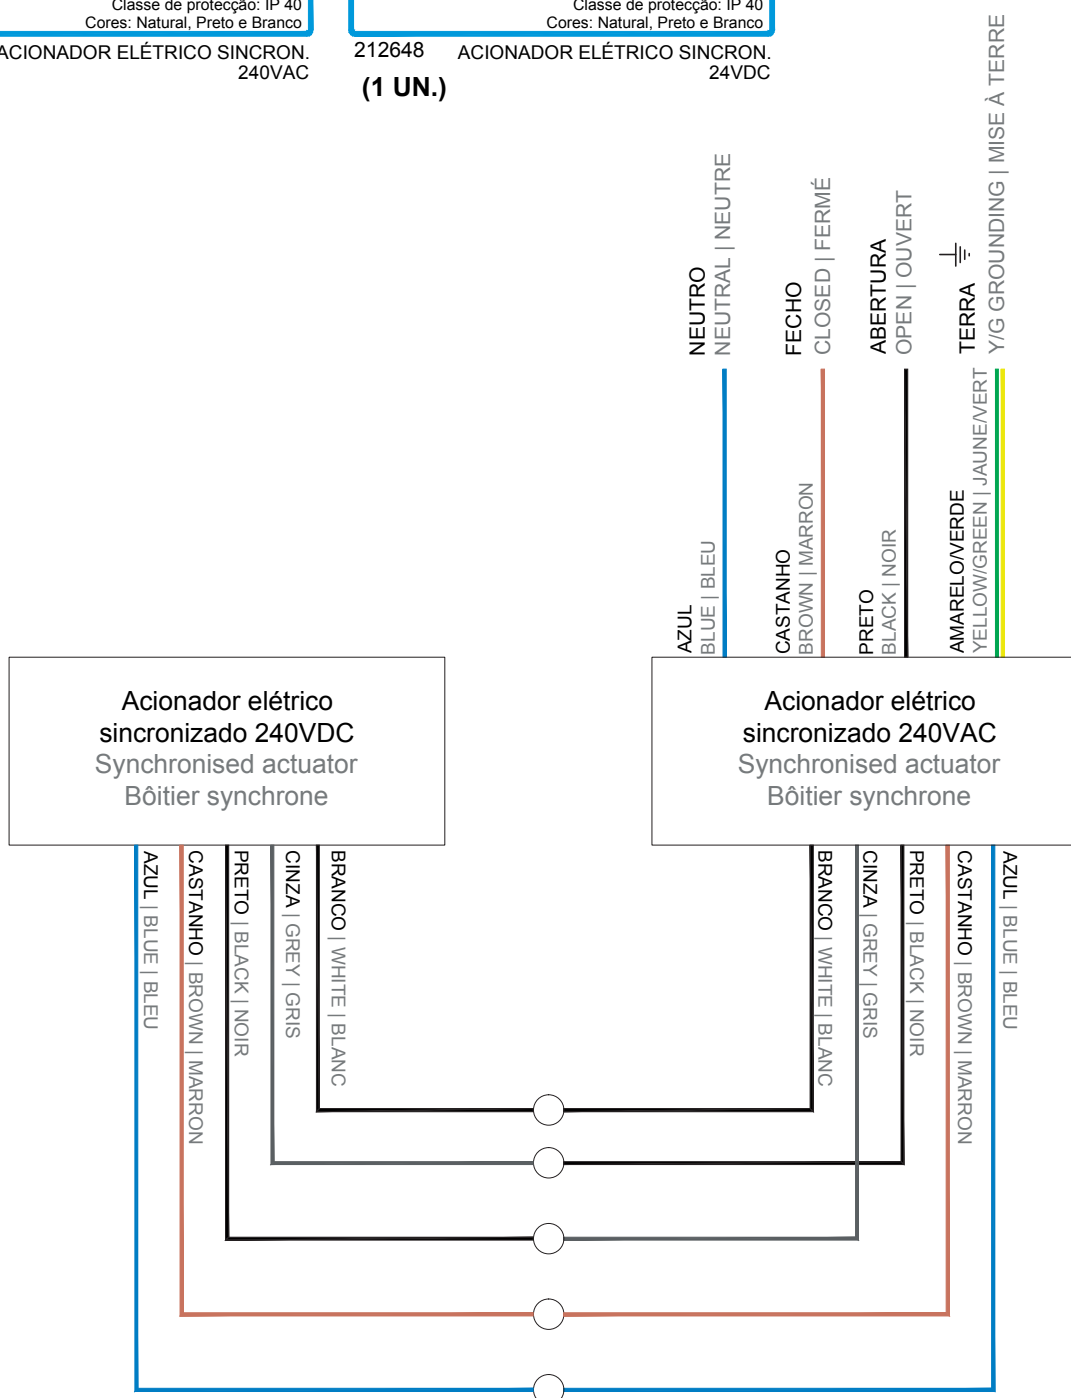 Classe de protecção: IP 40
Cores: Natural, Preto e Branco
ACIONADOR ELÉTRICO SINCRON.
240VAC
Classe de protecção: IP 40
Cores: Natural, Preto e Branco
212648
ACIONADOR ELÉTRICO SINCRON.
24VDC
(1 UN.)
NEUTRO
NEUTRAL | NEUTRE
FECHO
CLOSED | FERMÉ
ABERTURA
OPEN | OUVERT
TERRA
Y/G GROUNDING | MISE À TERRE
AZUL
BLUE | BLEU
CASTANHO
BROWN | MARRON
PRETO
BLACK | NOIR
AMARELO/VERDE
YELLOW/GREEN | JAUNE/VERT
Acionador elétrico
sincronizado 240VDC
Synchronised actuator
Bôitier synchrone
Acionador elétrico
sincronizado 240VAC
Synchronised actuator
Bôitier synchrone
AZUL | BLUE | BLEU
CASTANHO | BROWN | MARRON
PRETO | BLACK | NOIR
CINZA | GREY | GRIS
BRANCO | WHITE | BLANC
BRANCO | WHITE | BLANC
CINZA | GREY | GRIS
PRETO | BLACK | NOIR
CASTANHO | BROWN | MARRON
AZUL | BLUE | BLEU